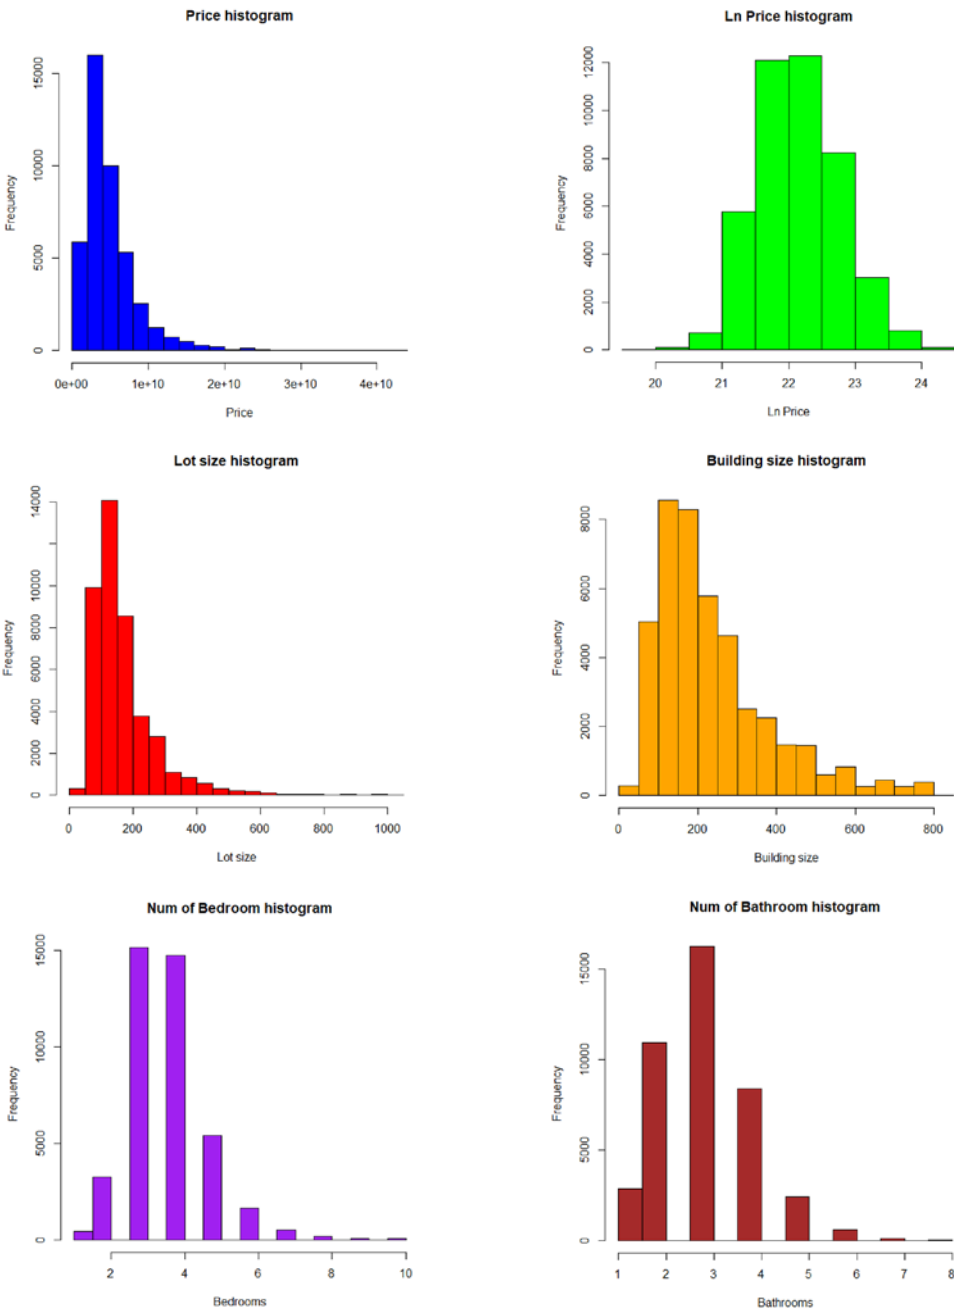 Price histogram
Frequency
0
5000
10000
15000
0e+00 1e+10 2e+10 3e+10 4e+10
Price
Ln Price histogram
Frequency
0
2000
4000
6000
8000
10000
12000
20 21 22 23 24
Ln Price
Lot size histogram
Frequency
0
2000
4000
6000
8000
10000
14000
0 200 400 600 800 1000
Lot size
Building size histogram
Frequency
0
2000
4000
6000
8000
0 200 400 600 800
Building size
Num of Bedroom histogram
Frequency
0
5000
10000
15000
2 4 6 8 10
Bedrooms
Num of Bathroom histogram
Frequency
0
5000
10000
15000
1 2 3 4 5 6 7 8
Bathrooms